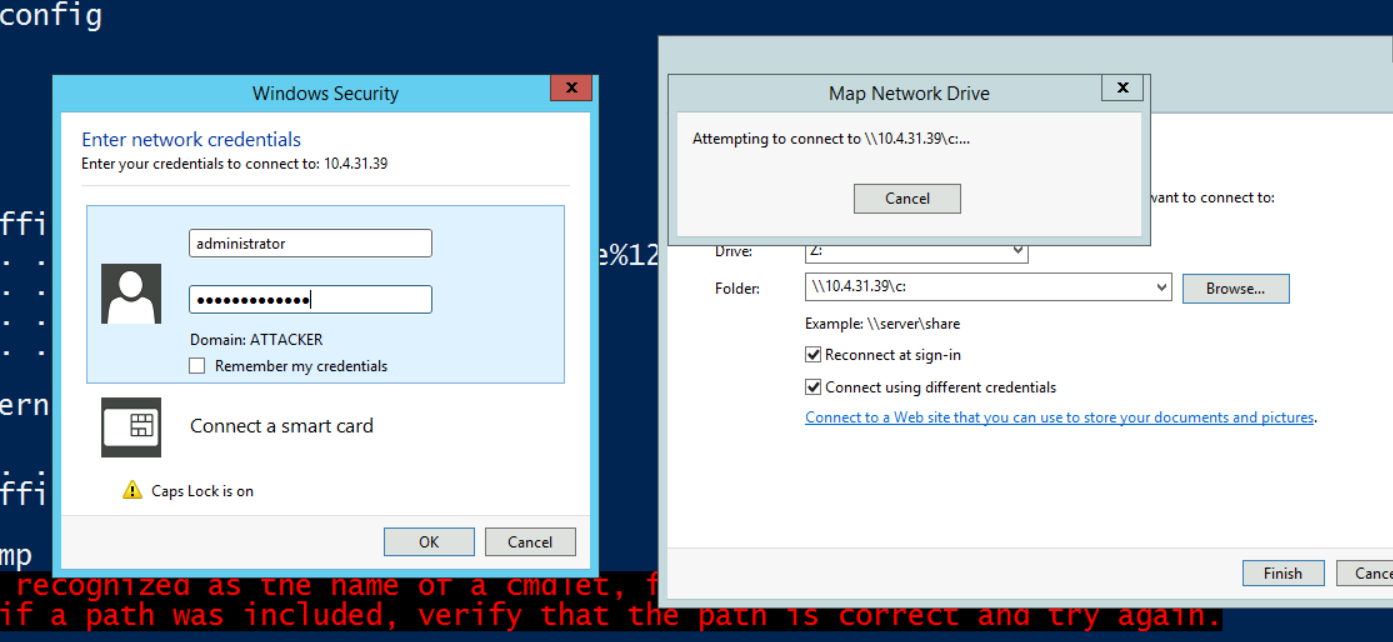 config
Windows Security
x
Enter network credentials
Enter your credentials to connect to: 10.4.31.39
administrator
●●●●●●●●●●●●●
Domain: ATTACKER
Remember my credentials
Connect a smart card
Caps Lock is on
OK
Cancel
Map Network Drive
x
Attempting to connect to \\10.4.31.39\c:...
Cancel
want to connect to:
Drive:
Z:
Folder:
\\10.4.31.39\c:
Browse...
Example: \\server\share
Reconnect at sign-in
Connect using different credentials
Connect to a Web site that you can use to store your documents and pictures.
Finish
Cance
ffi
. .
e%12
. .
. .
. .
ern
. .
ffi
mp
recognized as the name of a cmdlet, f
if a path was included, verify that the path is correct and try again.